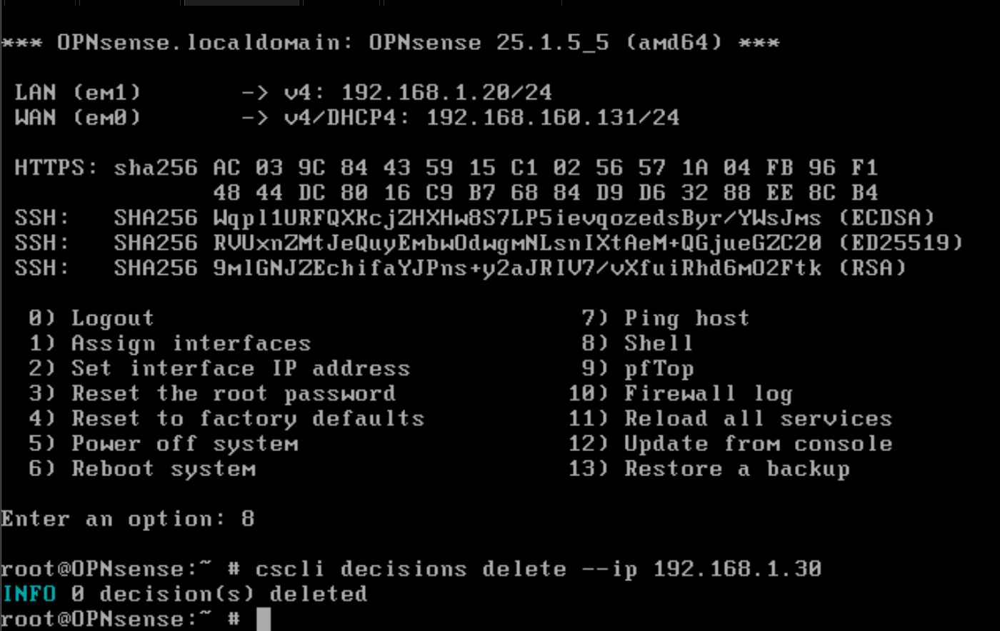 *** OPNsense.localdomain: OPNsense 25.1.5_5 (amd64) ***
LAN (em1)       -> v4: 192.168.1.20/24
WAN (em0)       -> v4/DHCP4: 192.168.160.131/24
HTTPS: sha256 AC 03 9C 84 43 59 15 C1 02 56 57 1A 04 FB 96 F1
48 44 DC 80 16 C9 B7 68 84 D9 D6 32 88 EE 8C B4
SSH:   SHA256 Wqpl1URFQXKcjZHXHw8S7LP5ievqozedsByr/YWsJms (ECDSA)
SSH:   SHA256 RVUxnZMtJeQuyEmbwOdwgmNLsnIXtAeM+QGjueGZC20 (ED25519)
SSH:   SHA256 9mlGNJZEchifaYJPns+y2aJRIV7/vXfuiRhd6mO2Ftk (RSA)
0) Logout                              7) Ping host
1) Assign interfaces                   8) Shell
2) Set interface IP address            9) pfTop
3) Reset the root password            10) Firewall log
4) Reset to factory defaults          11) Reload all services
5) Power off system                   12) Update from console
6) Reboot system                      13) Restore a backup
Enter an option: 8
root@OPNsense:~ # cscli decisions delete --ip 192.168.1.30
INFO 0 decision(s) deleted
root@OPNsense:~ #